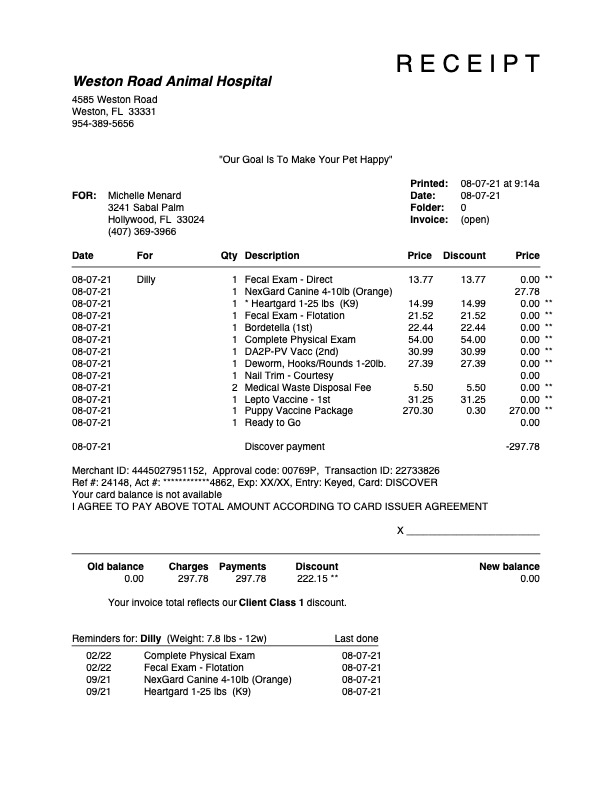 RECEIPT
Weston Road Animal Hospital
4585 Weston Road
Weston, FL  33331
954-389-5656
"Our Goal Is To Make Your Pet Happy"
Printed: 08-07-21 at 9:14a
FOR: Michelle Menard Date: 08-07-21
3241 Sabal Palm Folder: 0
Hollywood, FL  33024 Invoice: (open)
(407) 369-3966
Date For Qty Description Price Discount Price
08-07-21 Dilly 1 Fecal Exam - Direct 13.77 13.77 0.00 **
08-07-21 1 NexGard Canine 4-10lb (Orange) 27.78
08-07-21 1 * Heartgard 1-25 lbs  (K9) 14.99 14.99 0.00 **
08-07-21 1 Fecal Exam - Flotation 21.52 21.52 0.00 **
08-07-21 1 Bordetella (1st) 22.44 22.44 0.00 **
08-07-21 1 Complete Physical Exam 54.00 54.00 0.00 **
08-07-21 1 DA2P-PV Vacc (2nd) 30.99 30.99 0.00 **
08-07-21 1 Deworm, Hooks/Rounds 1-20lb. 27.39 27.39 0.00 **
08-07-21 1 Nail Trim - Courtesy 0.00
08-07-21 2 Medical Waste Disposal Fee 5.50 5.50 0.00 **
08-07-21 1 Lepto Vaccine - 1st 31.25 31.25 0.00 **
08-07-21 1 Puppy Vaccine Package 270.30 0.30 270.00 **
08-07-21 1 Ready to Go 0.00
08-07-21 Discover payment -297.78
Merchant ID: 4445027951152,  Approval code: 00769P,  Transaction ID: 22733826
Ref #: 24148, Act #: ************4862, Exp: XX/XX, Entry: Keyed, Card: DISCOVER
Your card balance is not available
I AGREE TO PAY ABOVE TOTAL AMOUNT ACCORDING TO CARD ISSUER AGREEMENT
X ________________________
Old balance Charges Payments Discount New balance
0.00 297.78 297.78 222.15 ** 0.00
Your invoice total reflects our Client Class 1 discount.
Reminders for: Dilly  (Weight: 7.8 lbs - 12w) Last done
02/22 Complete Physical Exam 08-07-21
02/22 Fecal Exam - Flotation 08-07-21
09/21 NexGard Canine 4-10lb (Orange) 08-07-21
09/21 Heartgard 1-25 lbs  (K9) 08-07-21